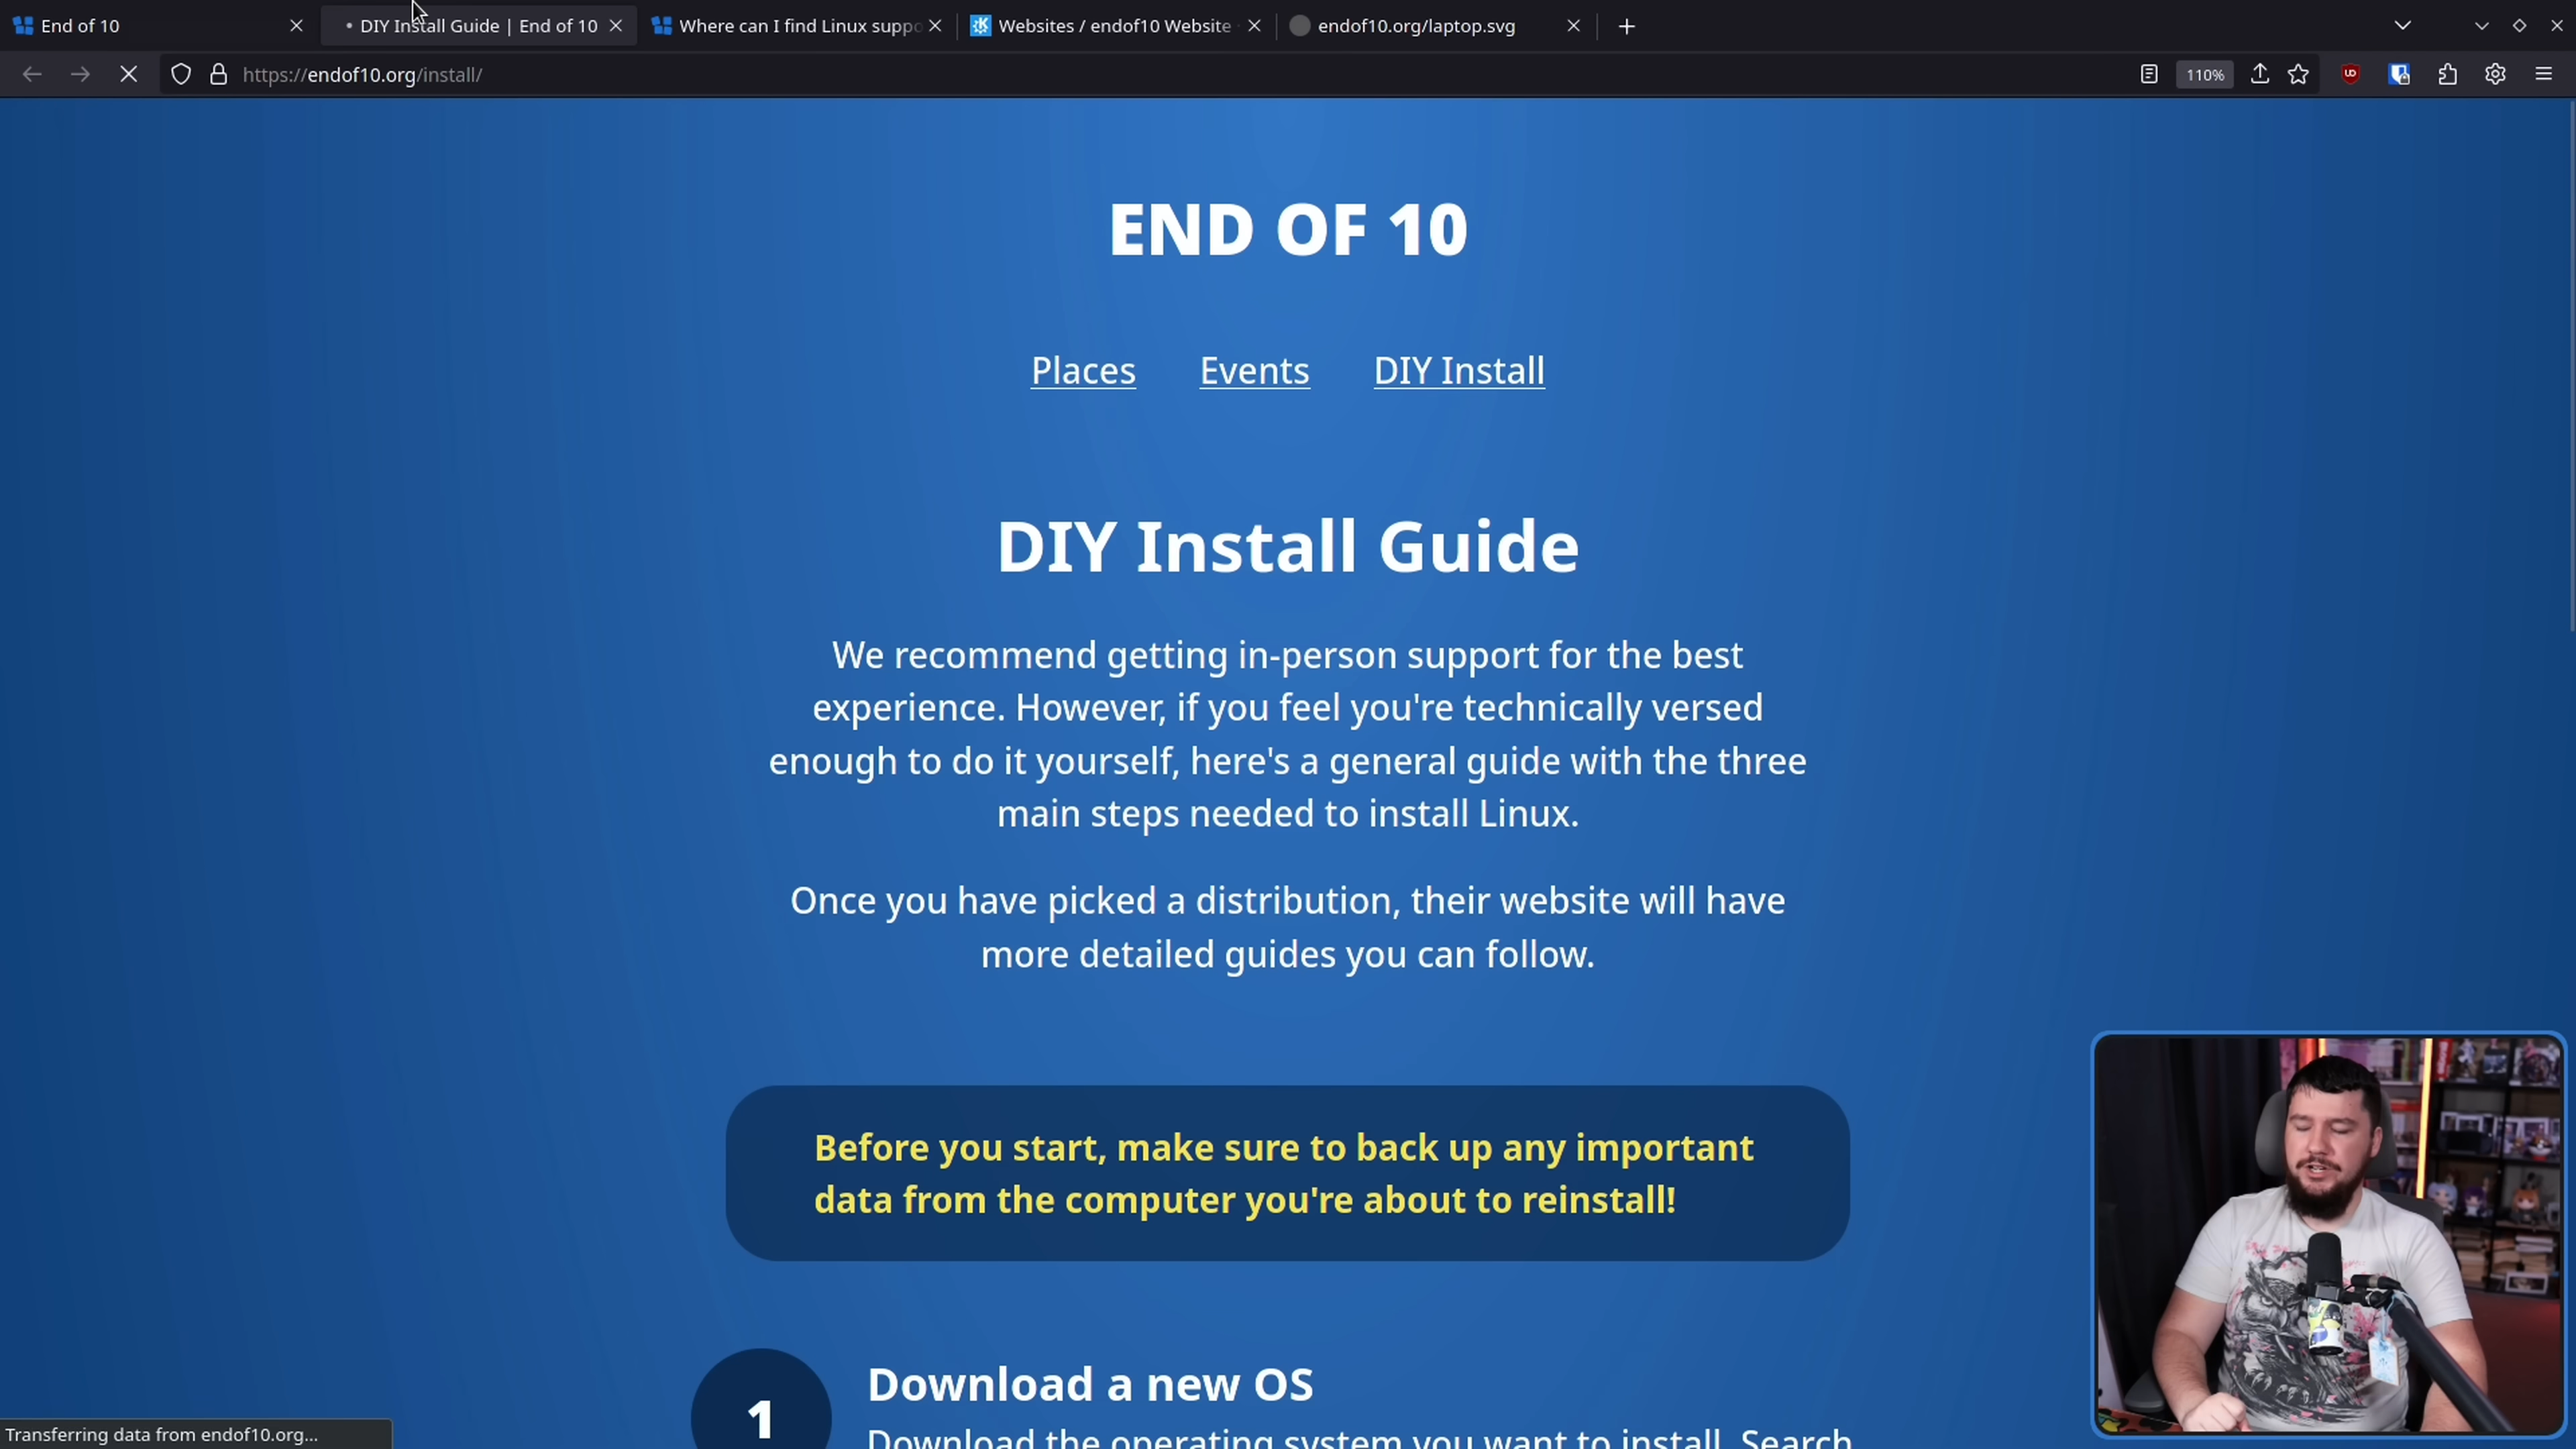 End of 10
DIY Install Guide | End of 10
Where can I find Linux suppo
Websites / endof10 Website
endof10.org/laptop.svg
https://endof10.org/install/
110%
END OF 10
Places Events DIY Install
DIY Install Guide
We recommend getting in-person support for the best
experience. However, if you feel you're technically versed
enough to do it yourself, here's a general guide with the three
main steps needed to install Linux.
Once you have picked a distribution, their website will have
more detailed guides you can follow.
Before you start, make sure to back up any important
data from the computer you're about to reinstall!
1
Download a new OS
Download the operating system you want to install. Search
Transferring data from endof10.org...